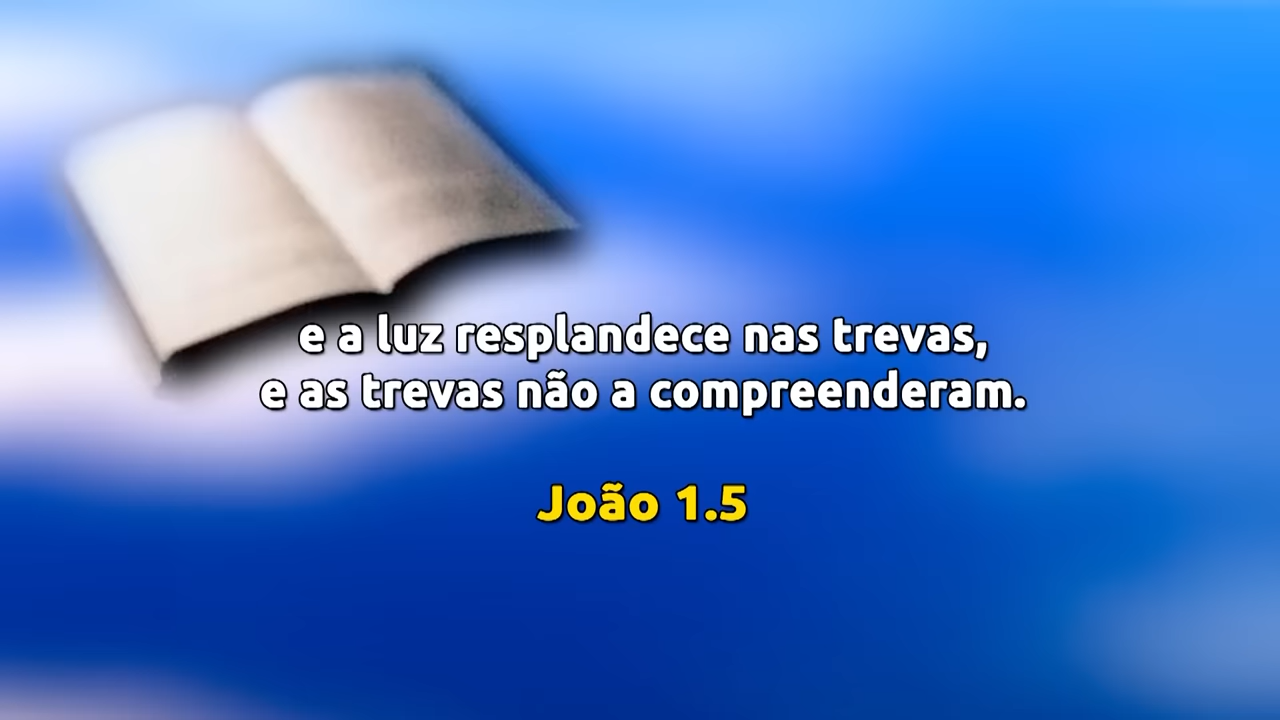 e a luz resplandece nas trevas,
e as trevas não a compreenderam.
João 1.5